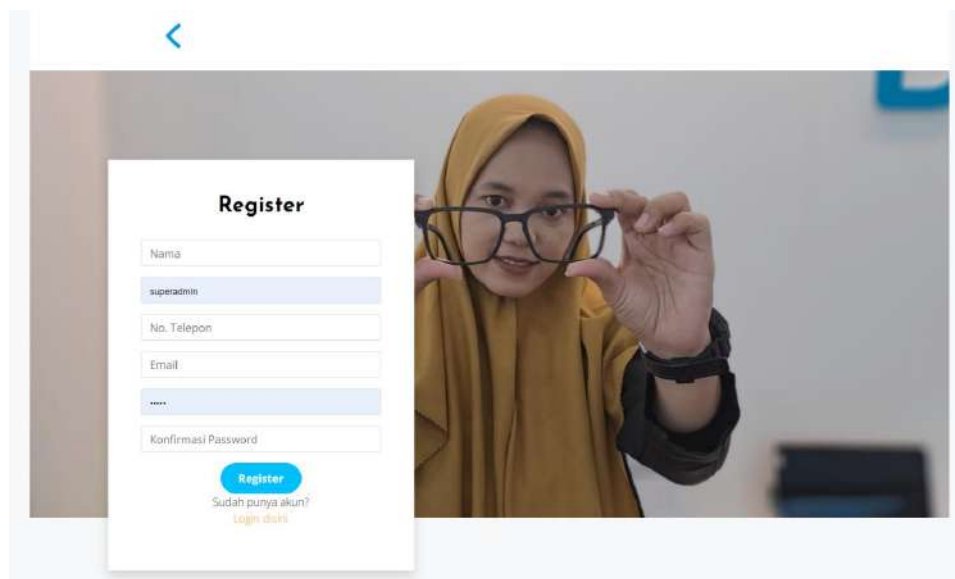 Register
Nama
superadmin
No. Telepon
Email
•••••
Konfirmasi Password
Register
Sudah punya akun?
Login disini